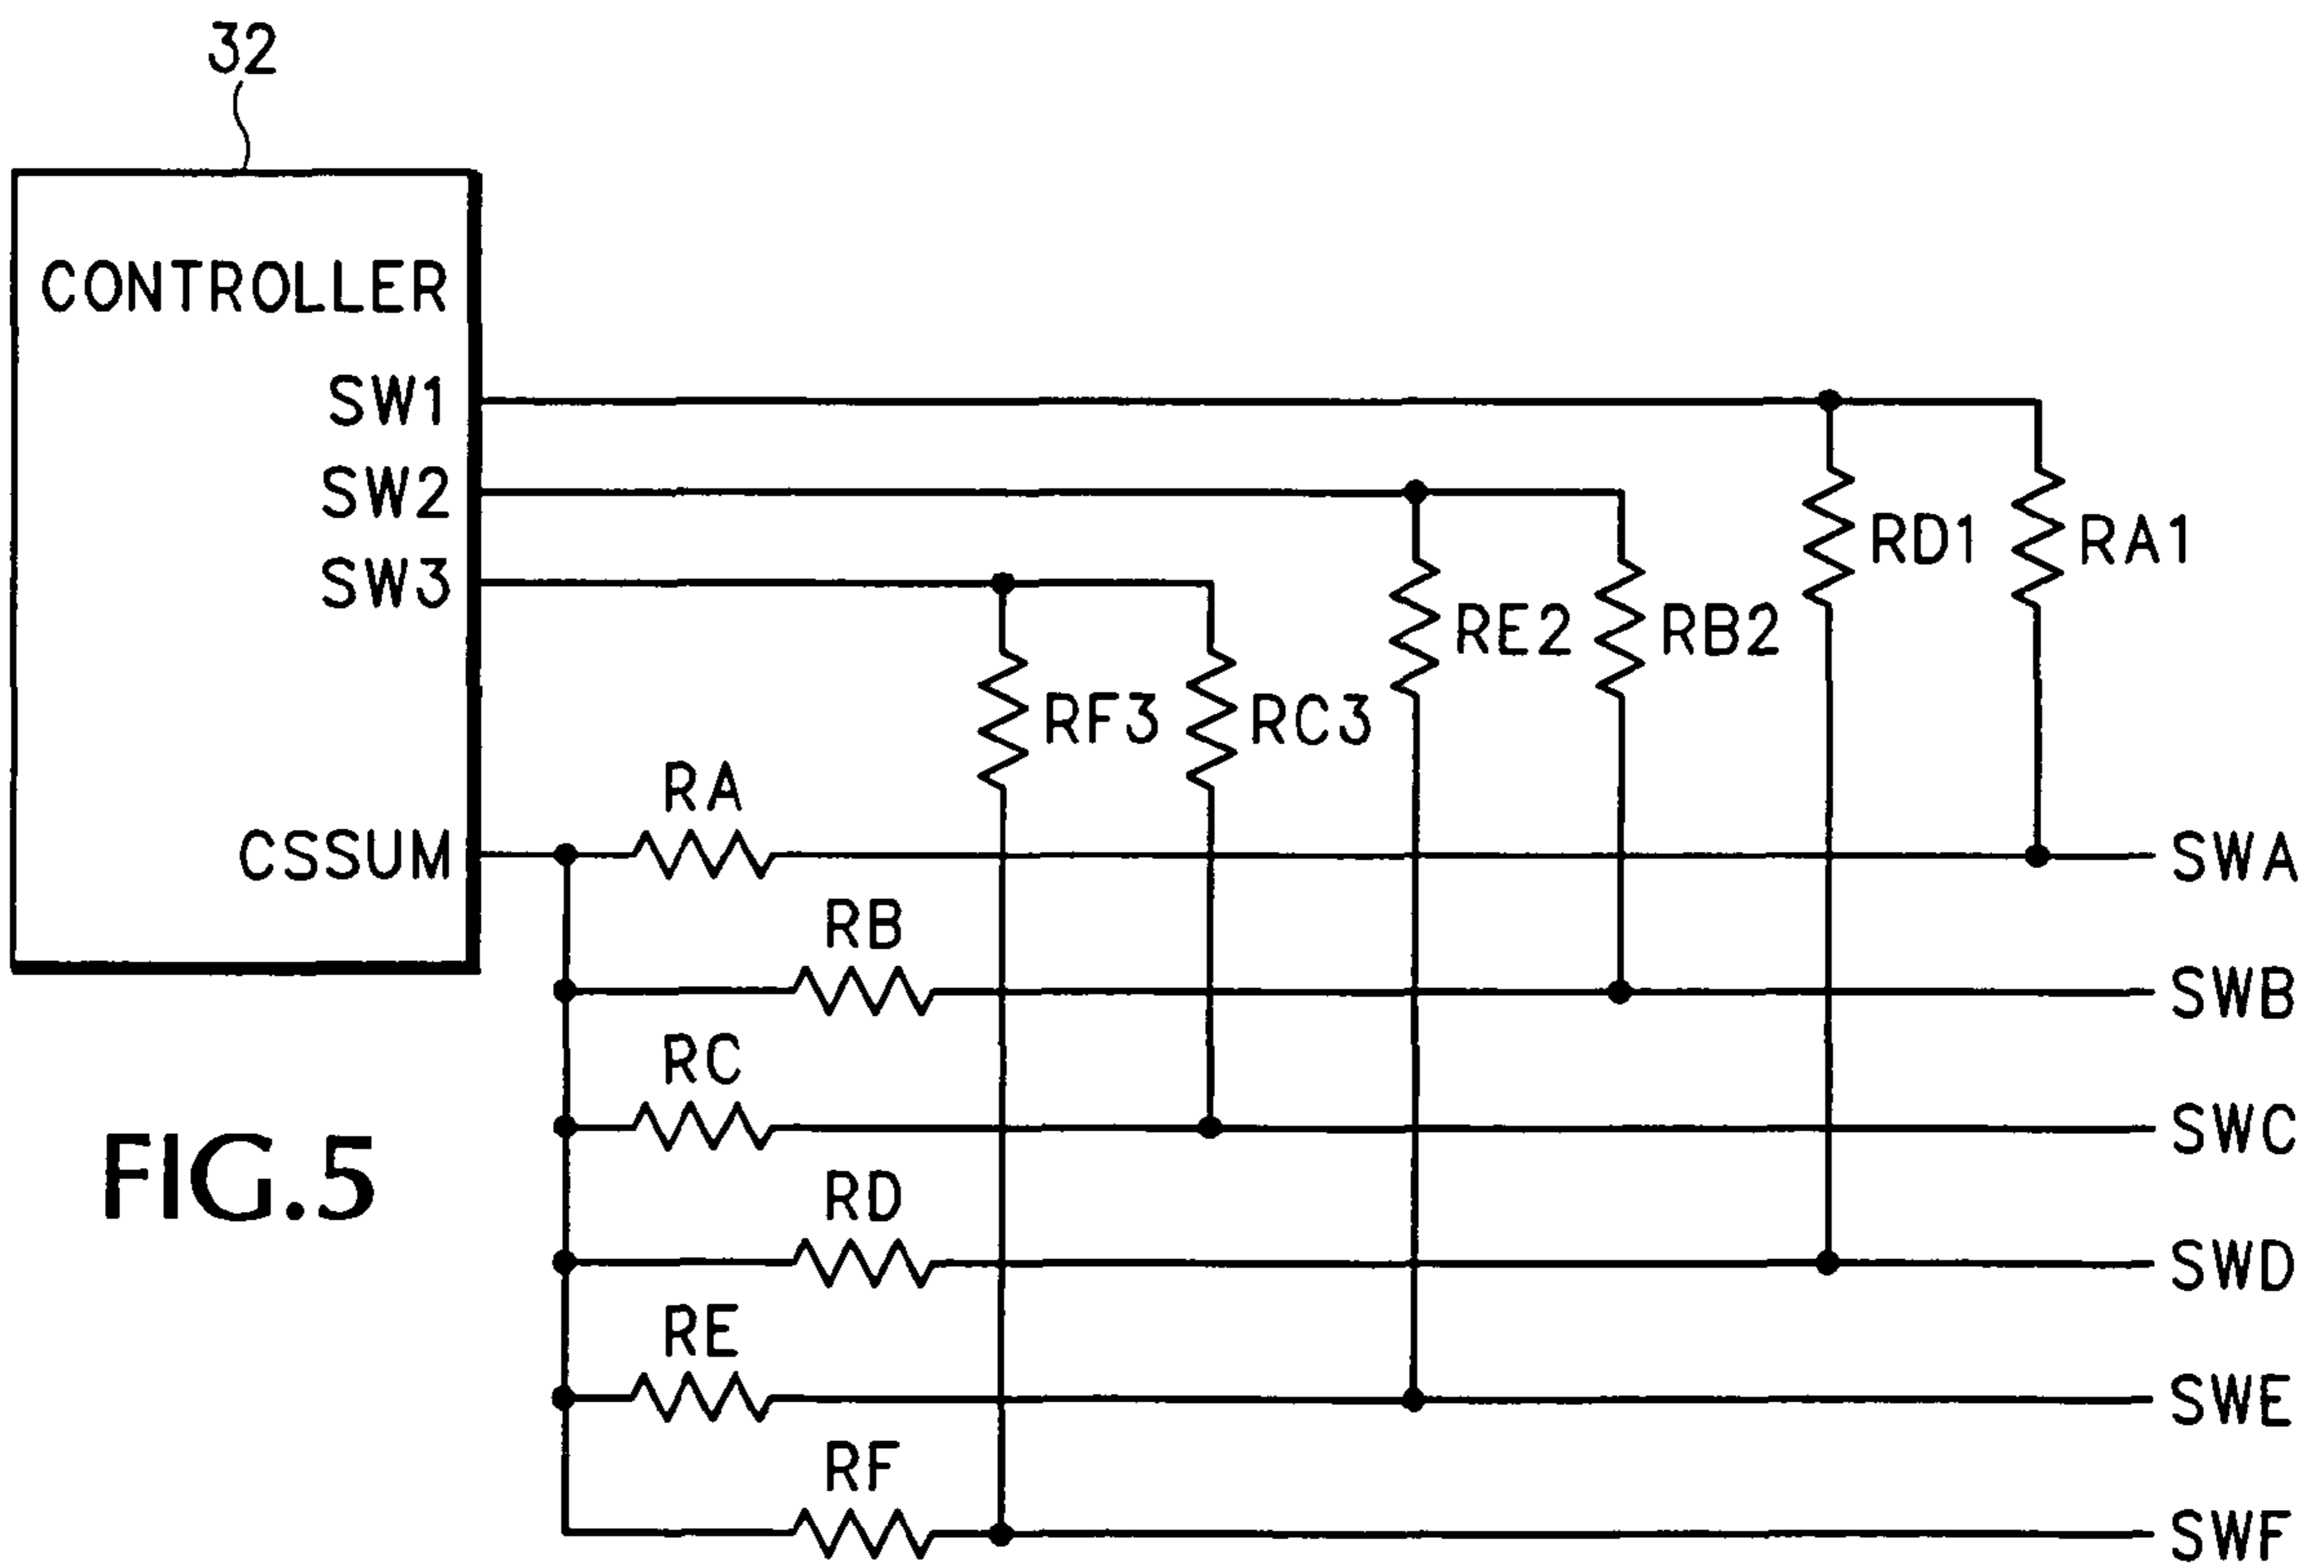 32
CONTROLLER
SW1
SW2
SW3
RD1
RA1
RE2
RB2
RF3
RC3
RA
CSSUM
SWA
RB
SWB
RC
SWC
FIG.5
RD
SWD
RE
SWE
RF
SWF